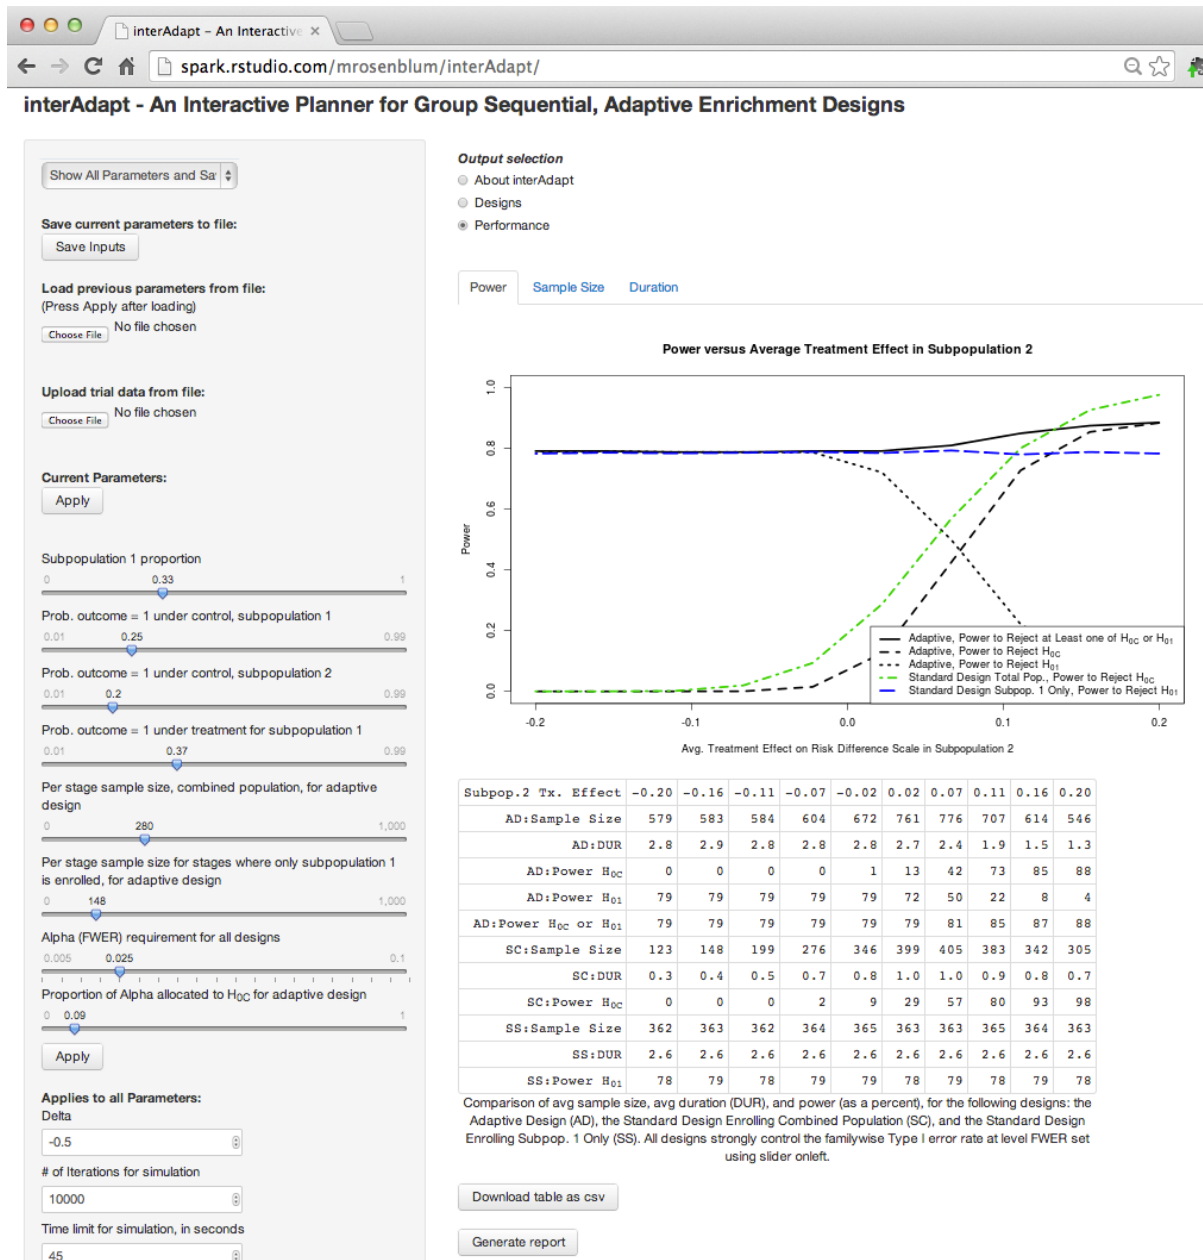 interAdapt – An Interactive
spark.rstudio.com/mrosenblum/interAdapt/
interAdapt - An Interactive Planner for Group Sequential, Adaptive Enrichment Designs
Show All Parameters and Sa
Save current parameters to file:
Save Inputs
Load previous parameters from file:
(Press Apply after loading)
Choose File No file chosen
Upload trial data from file:
Choose File No file chosen
Current Parameters:
Apply
Subpopulation 1 proportion
0 0.33 1
Prob. outcome = 1 under control, subpopulation 1
0.01 0.25 0.99
Prob. outcome = 1 under control, subpopulation 2
0.01 0.2 0.99
Prob. outcome = 1 under treatment for subpopulation 1
0.01 0.37 0.99
Per stage sample size, combined population, for adaptive
design
0 280 1,000
Per stage sample size for stages where only subpopulation 1
is enrolled, for adaptive design
0 148 1,000
Alpha (FWER) requirement for all designs
0.005 0.025 0.1
Proportion of Alpha allocated to H0C for adaptive design
0 0.09 1
Apply
Applies to all Parameters:
Delta
-0.5
# of Iterations for simulation
10000
Time limit for simulation, in seconds
45
Output selection
About interAdapt
Designs
Performance
Power Sample Size Duration
Power versus Average Treatment Effect in Subpopulation 2
1.0
0.8
0.6
0.4
0.2
0.0
Power
Adaptive, Power to Reject at Least one of H0C or H01
Adaptive, Power to Reject H0C
Adaptive, Power to Reject H01
Standard Design Total Pop., Power to Reject H0C
Standard Design Subpop. 1 Only, Power to Reject H01
-0.2 -0.1 0.0 0.1 0.2
Avg. Treatment Effect on Risk Difference Scale in Subpopulation 2
Subpop.2 Tx. Effect -0.20 -0.16 -0.11 -0.07 -0.02 0.02 0.07 0.11 0.16 0.20
AD:Sample Size 579 583 584 604 672 761 776 707 614 546
AD:DUR 2.8 2.9 2.8 2.8 2.8 2.7 2.4 1.9 1.5 1.3
AD:Power H0C 0 0 0 0 1 13 42 73 85 88
AD:Power H01 79 79 79 79 79 72 50 22 8 4
AD:Power H0C or H01 79 79 79 79 79 79 81 85 87 88
SC:Sample Size 123 148 199 276 346 399 405 383 342 305
SC:DUR 0.3 0.4 0.5 0.7 0.8 1.0 1.0 0.9 0.8 0.7
SC:Power H0C 0 0 0 2 9 29 57 80 93 98
SS:Sample Size 362 363 362 364 365 363 363 365 364 363
SS:DUR 2.6 2.6 2.6 2.6 2.6 2.6 2.6 2.6 2.6 2.6
SS:Power H01 78 79 78 79 79 78 79 78 79 78
Comparison of avg sample size, avg duration (DUR), and power (as a percent), for the following designs: the
Adaptive Design (AD), the Standard Design Enrolling Combined Population (SC), and the Standard Design
Enrolling Subpop. 1 Only (SS). All designs strongly control the familywise Type I error rate at level FWER set
using slider onleft.
Download table as csv
Generate report